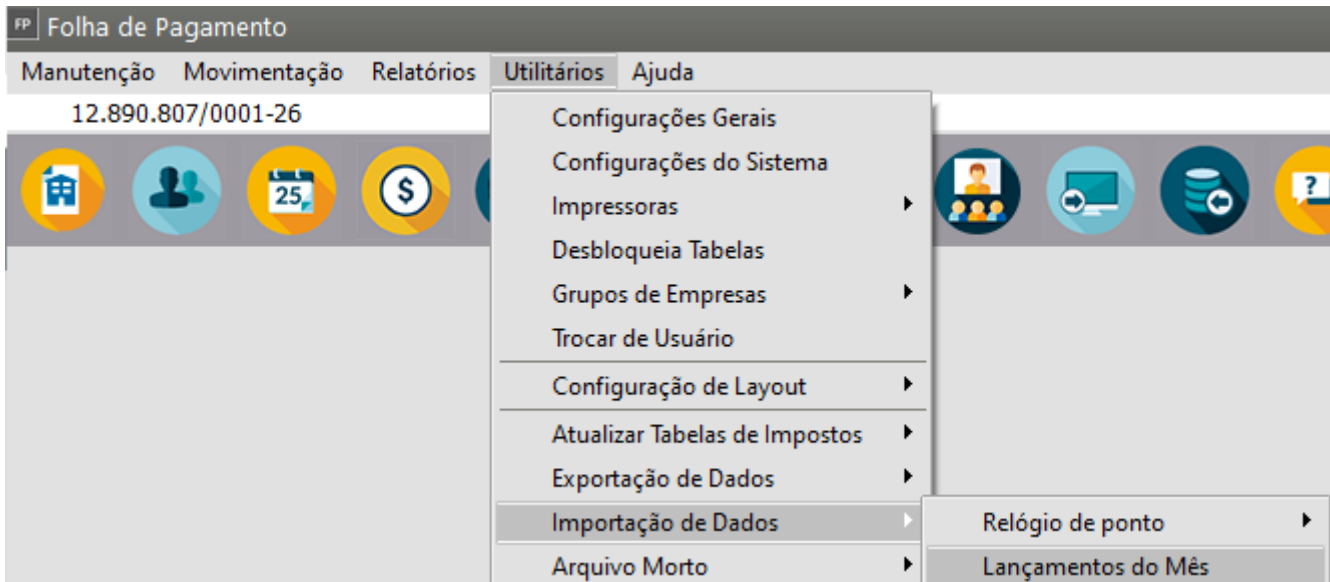 FP Folha de Pagamento
Manutenção Movimentação Relatórios Utilitários Ajuda
12.890.807/0001-26
25
$
?
Configurações Gerais
Configurações do Sistema
Impressoras
Desbloqueia Tabelas
Grupos de Empresas
Trocar de Usuário
Configuração de Layout
Atualizar Tabelas de Impostos
Exportação de Dados
Importação de Dados
Arquivo Morto
Relógio de ponto
Lançamentos do Mês